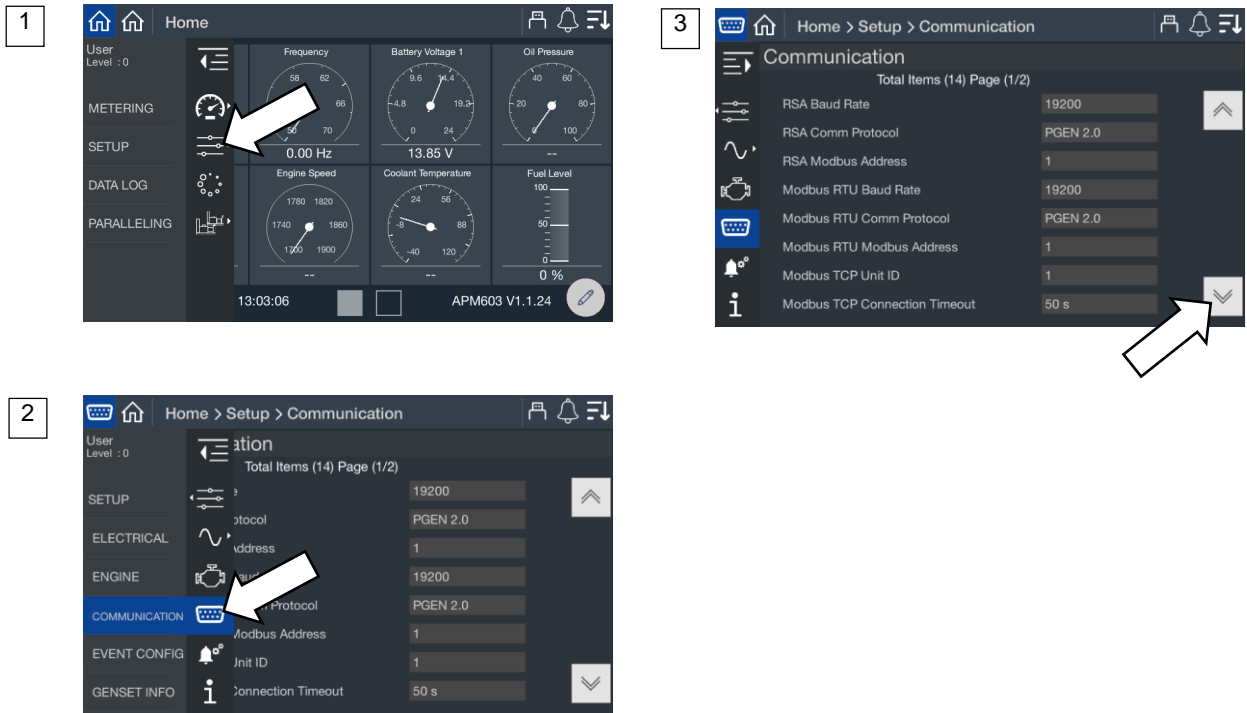 1
Home
User
Level : 0
METERING
SETUP
DATA LOG
PARALLELING
Frequency
58 62
66
50 70
0.00 Hz
Battery Voltage 1
9.6 14.4
4.8 19.2
0 24
13.85 V
Oil Pressure
40 60
20 80
0 100
--
Engine Speed
1780 1820
1740 1860
1700 1900
--
Coolant Temperature
24 56
-8 88
-40 120
--
Fuel Level
100
50
0
0 %
13:03:06
APM603 V1.1.24
2
Home > Setup > Communication
User
Level : 0
SETUP
ELECTRICAL
ENGINE
COMMUNICATION
EVENT CONFIG
GENSET INFO
ation
Total Items (14) Page (1/2)
e 19200
otocol PGEN 2.0
Address 1
Baud 19200
Protocol PGEN 2.0
Modbus Address 1
Unit ID 1
Connection Timeout 50 s
3
Home > Setup > Communication
Communication
Total Items (14) Page (1/2)
RSA Baud Rate 19200
RSA Comm Protocol PGEN 2.0
RSA Modbus Address 1
Modbus RTU Baud Rate 19200
Modbus RTU Comm Protocol PGEN 2.0
Modbus RTU Modbus Address 1
Modbus TCP Unit ID 1
Modbus TCP Connection Timeout 50 s